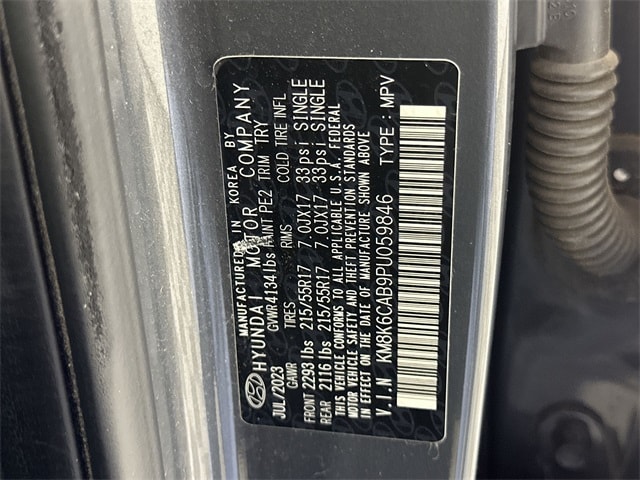 MANUFACTURED IN KOREA BY
HYUNDAI MOTOR COMPANY
JUL/2023 GVWR 4134 lbs PAINT PE2 TRIM TRY
GAWR TIRES RIMS COLD TIRE INFL
FRONT 2293 lbs 215/55R17 7.0JX17 33psi SINGLE
REAR 2116 lbs 215/55R17 7.0JX17 33psi SINGLE
THIS VEHICLE CONFORMS TO ALL APPLICABLE U.S.A. FEDERAL
MOTOR VEHICLE SAFETY, BUMPER, AND THEFT PREVENTION STANDARDS
IN EFFECT ON THE DATE OF MANUFACTURE SHOWN ABOVE
V.I.N KM8K6CAB9PU059846 TYPE : MPV